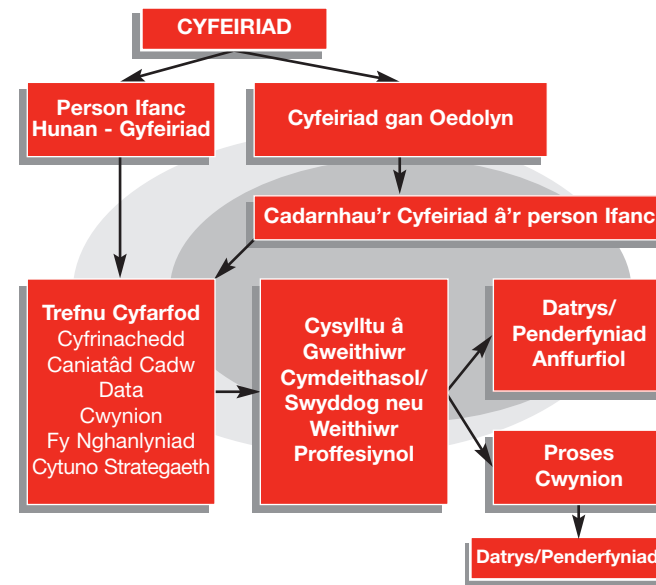 CYFEIRIAD
Person Ifanc
Hunan - Gyfeiriad
Cyfeiriad gan Oedolyn
Cadarnhau'r Cyfeiriad â'r person Ifanc
Trefnu Cyfarfod
Cyfrinachedd
Caniatâd Cadw
Data
Cwynion
Fy Nghanlyniad
Cytuno Strategaeth
Cysylltu â
Gweithiwr
Cymdeithasol/
Swyddog neu
Weithiwr
Proffesiynol
Datrys/
Penderfyniad
Anffurfiol
Proses
Cwynion
Datrys/Penderfyniad